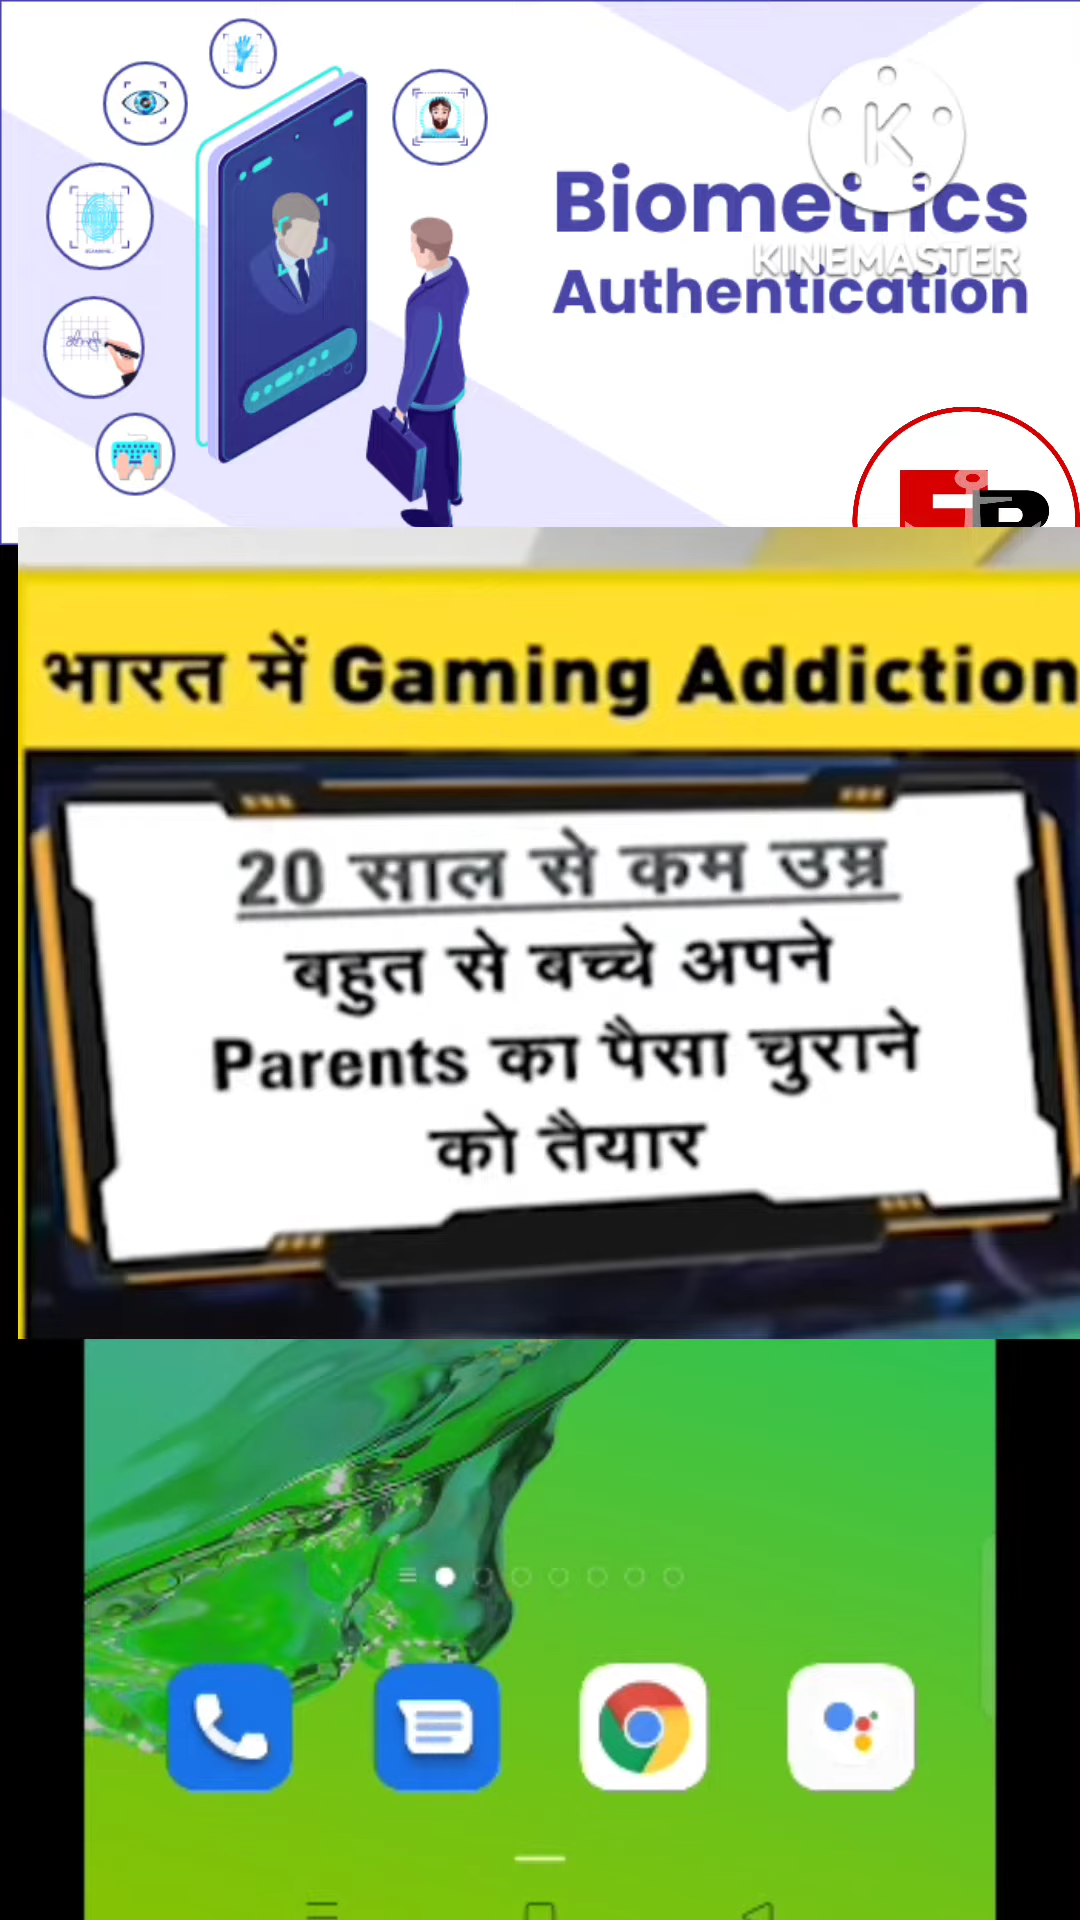 Biometrics
KINEMASTER
Authentication
भारत में Gaming Addiction
20 साल से कम उम्र
बहुत से बच्चे अपने
Parents का पैसा चुराने
को तैयार